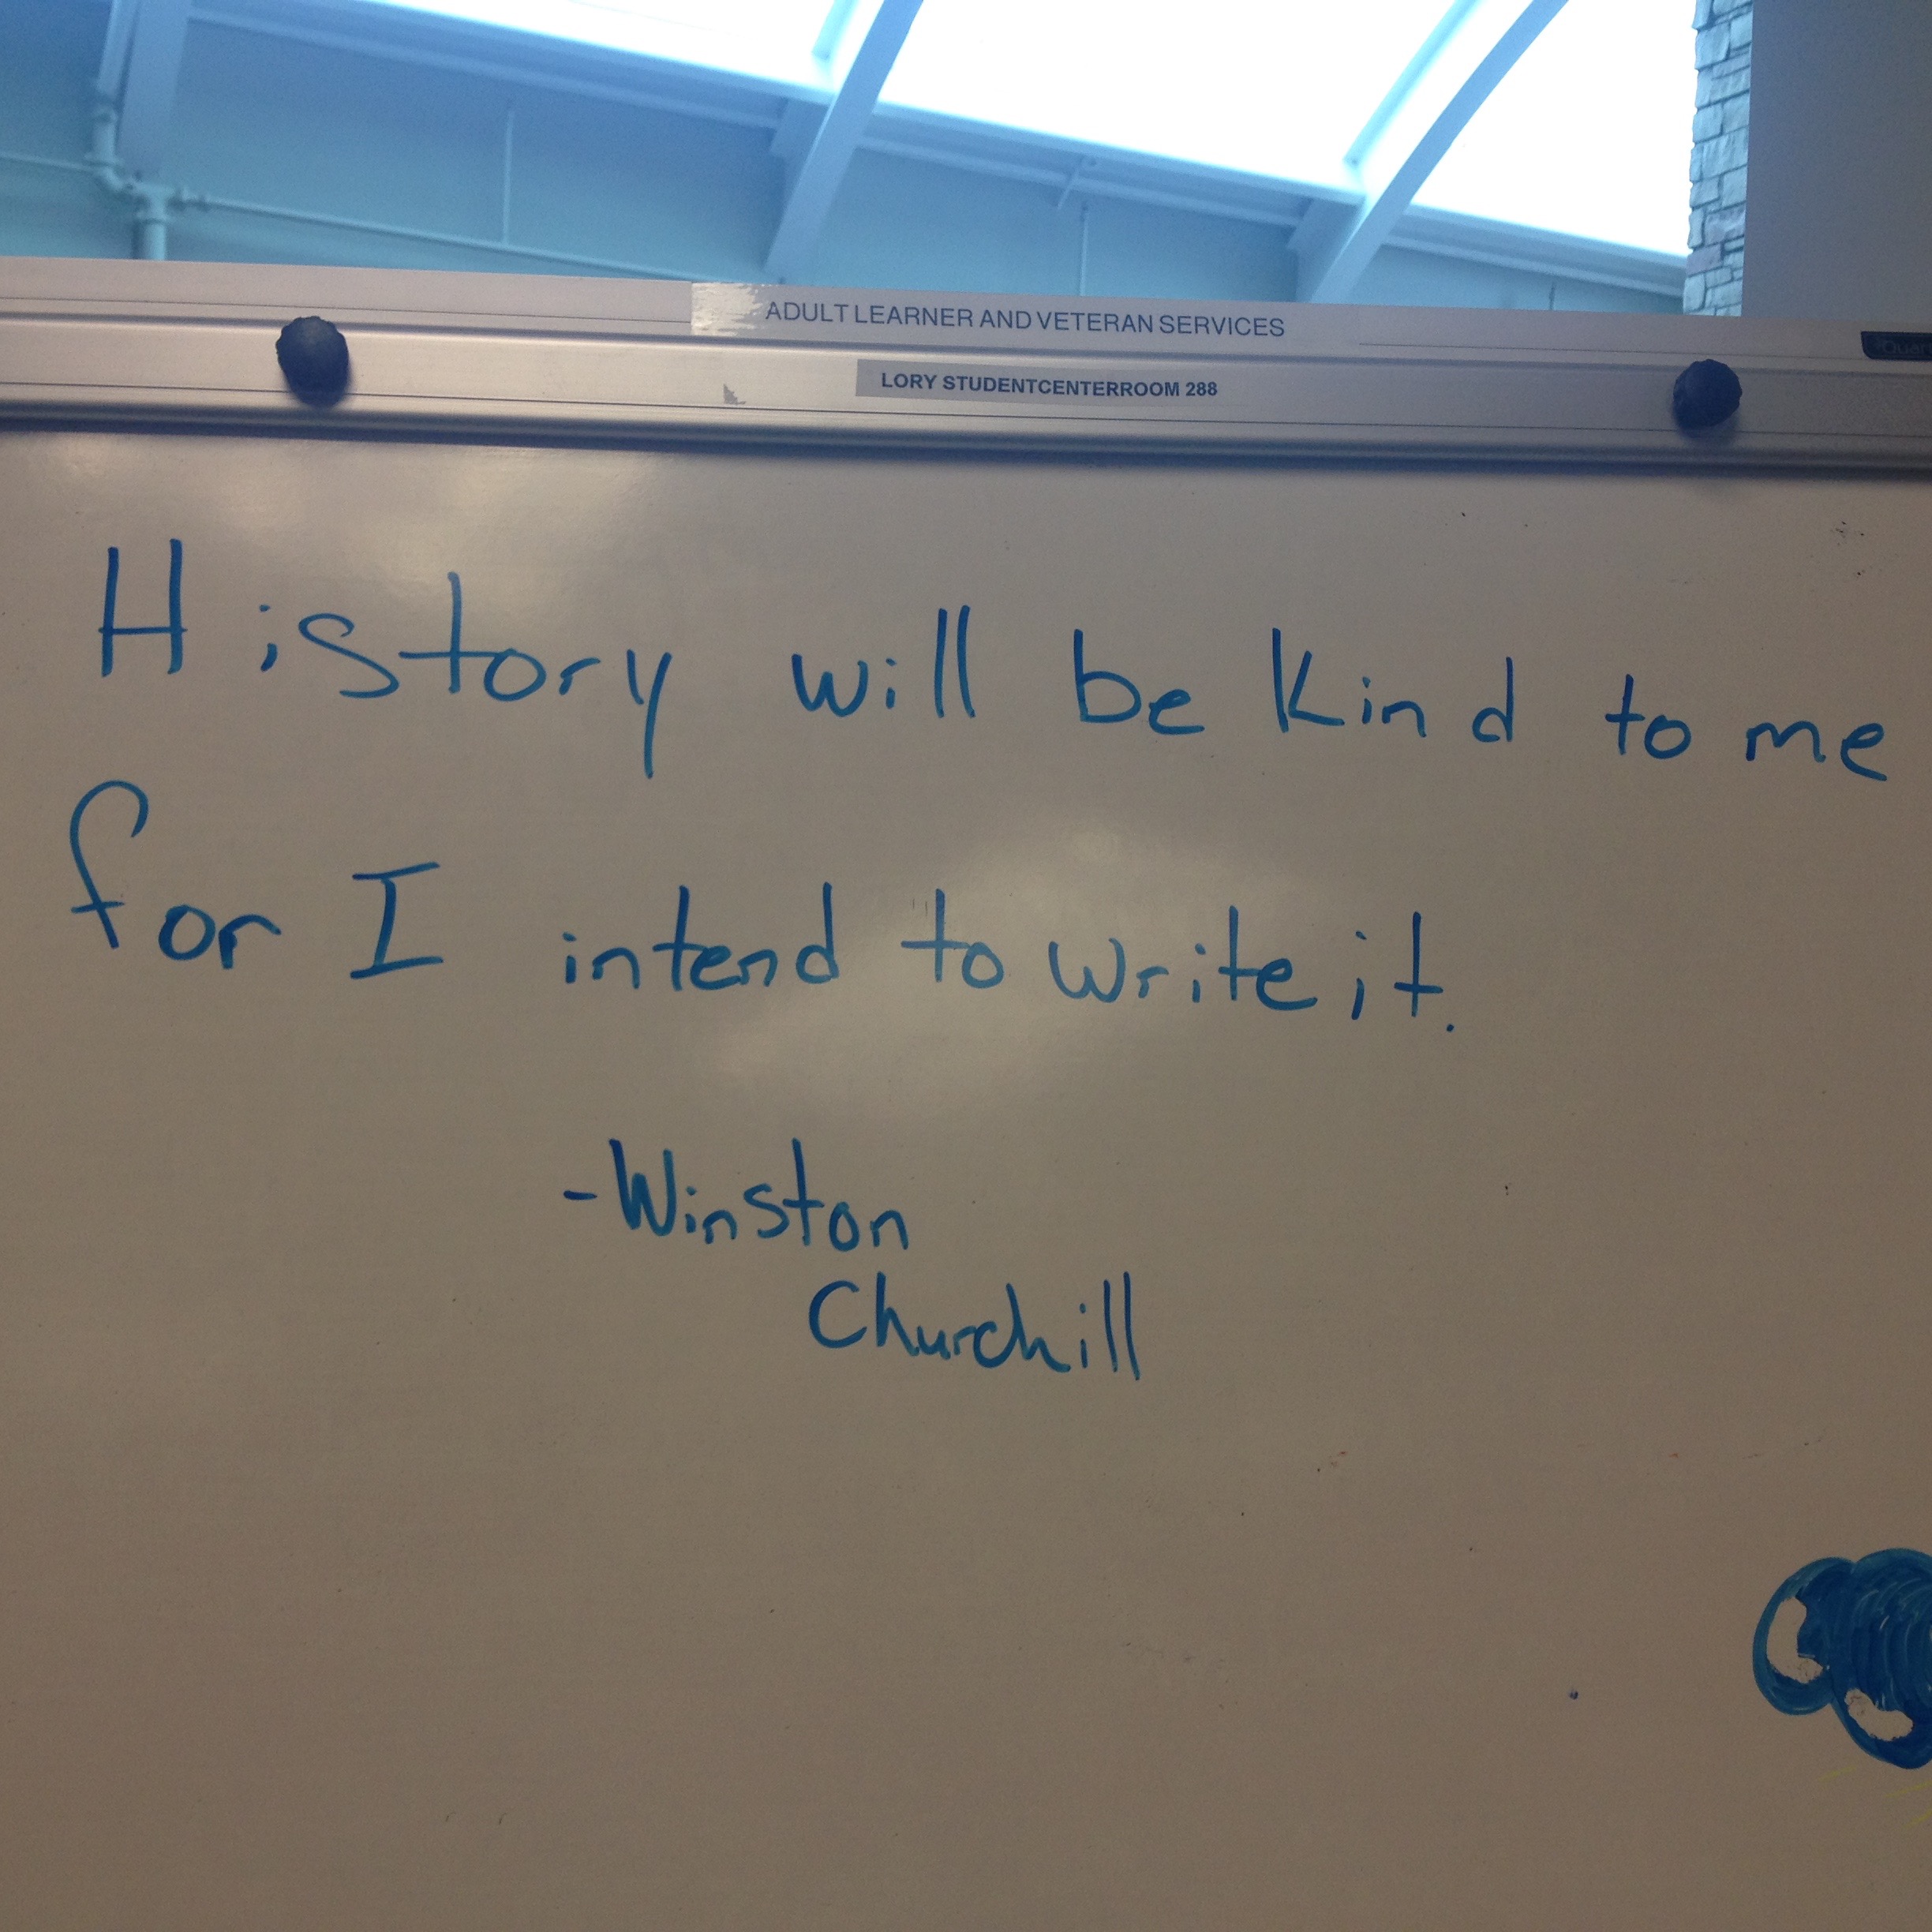 ADULT LEARNER AND VETERAN SERVICES
LORY STUDENTCENTERROOM 288
History will be kind to me
for I intend to write it.
-Winston
Churchill